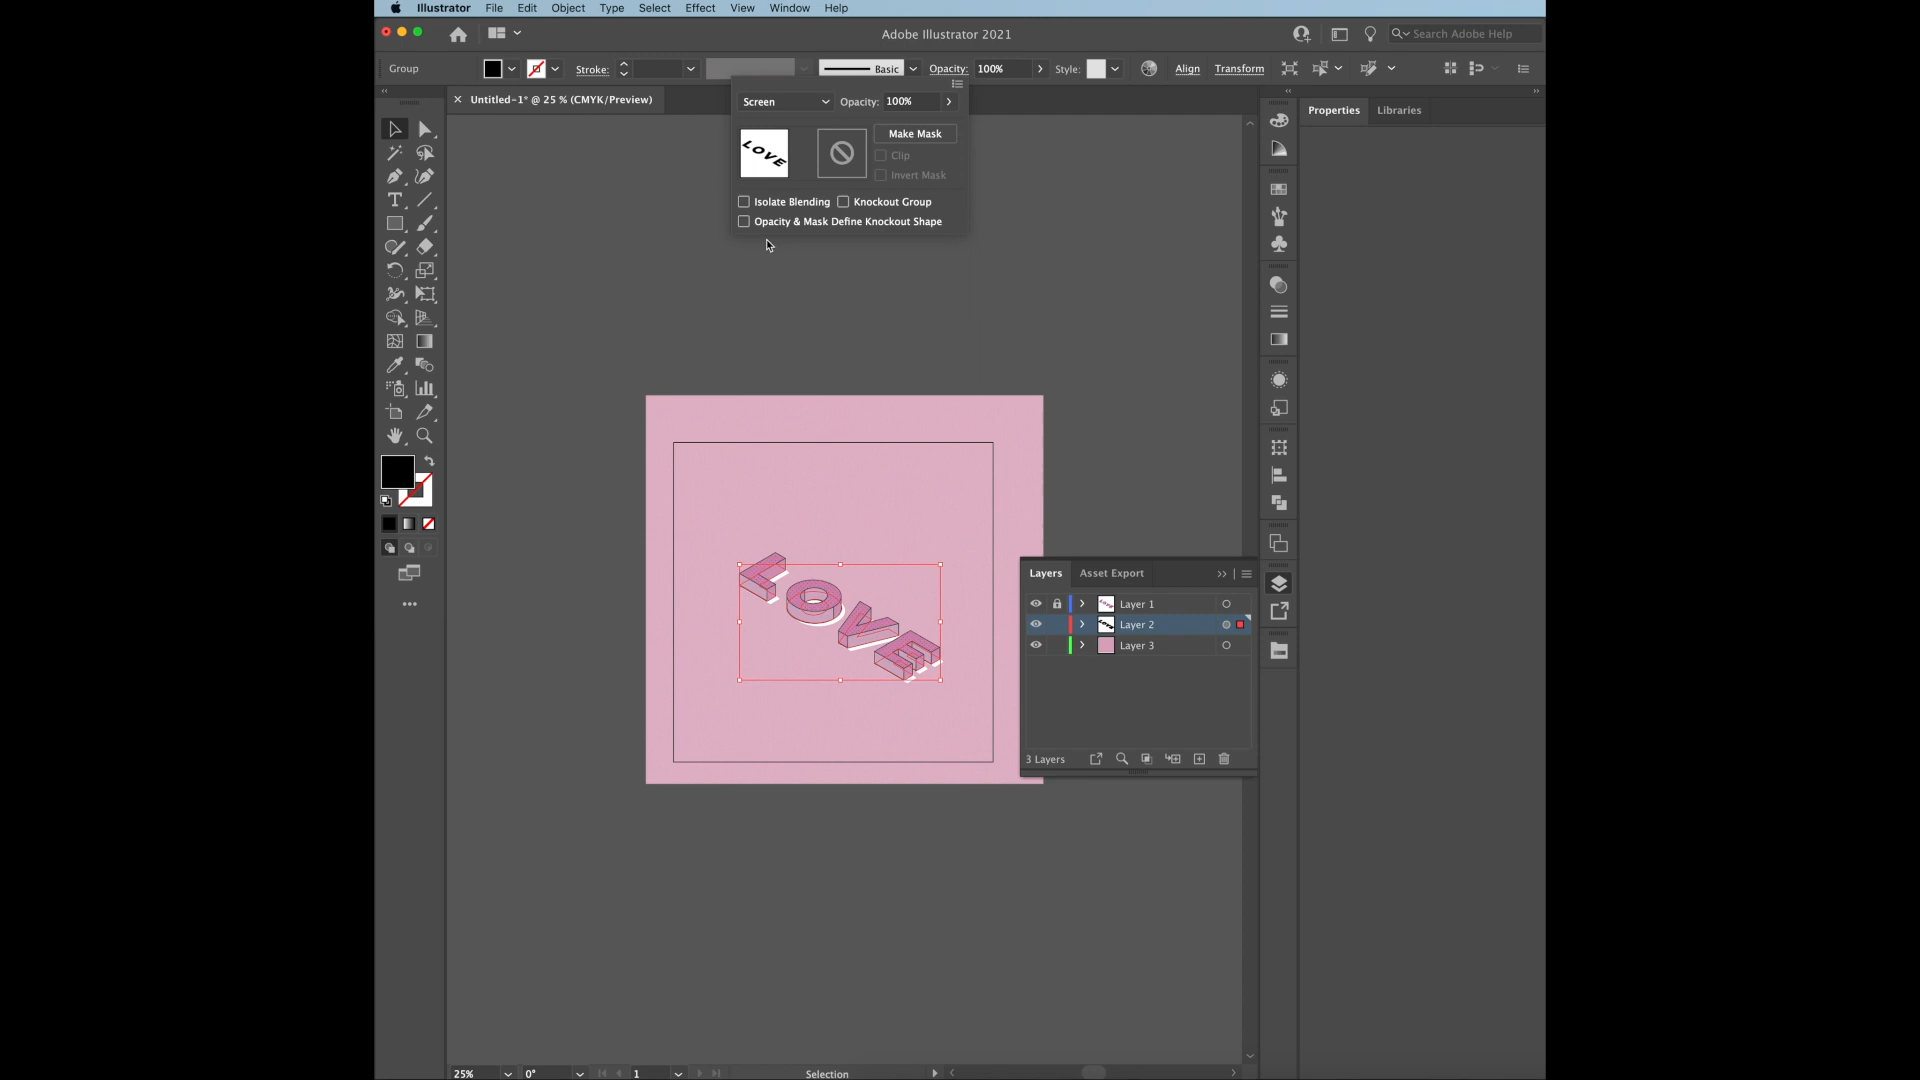 Illustrator File Edit Object Type Select Effect View Window Help
Adobe Illustrator 2021
Search Adobe Help
Group Stroke: Basic Opacity: 100% Style: Align Transform
× Untitled-1* @ 25 % (CMYK/Preview)
Screen Opacity: 100%
Make Mask
Clip
Invert Mask
LOVE
Isolate Blending Knockout Group
Opacity & Mask Define Knockout Shape
Properties Libraries
LOVE
Layers Asset Export
Layer 1
Layer 2
Layer 3
3 Layers
25% 0° 1 Selection